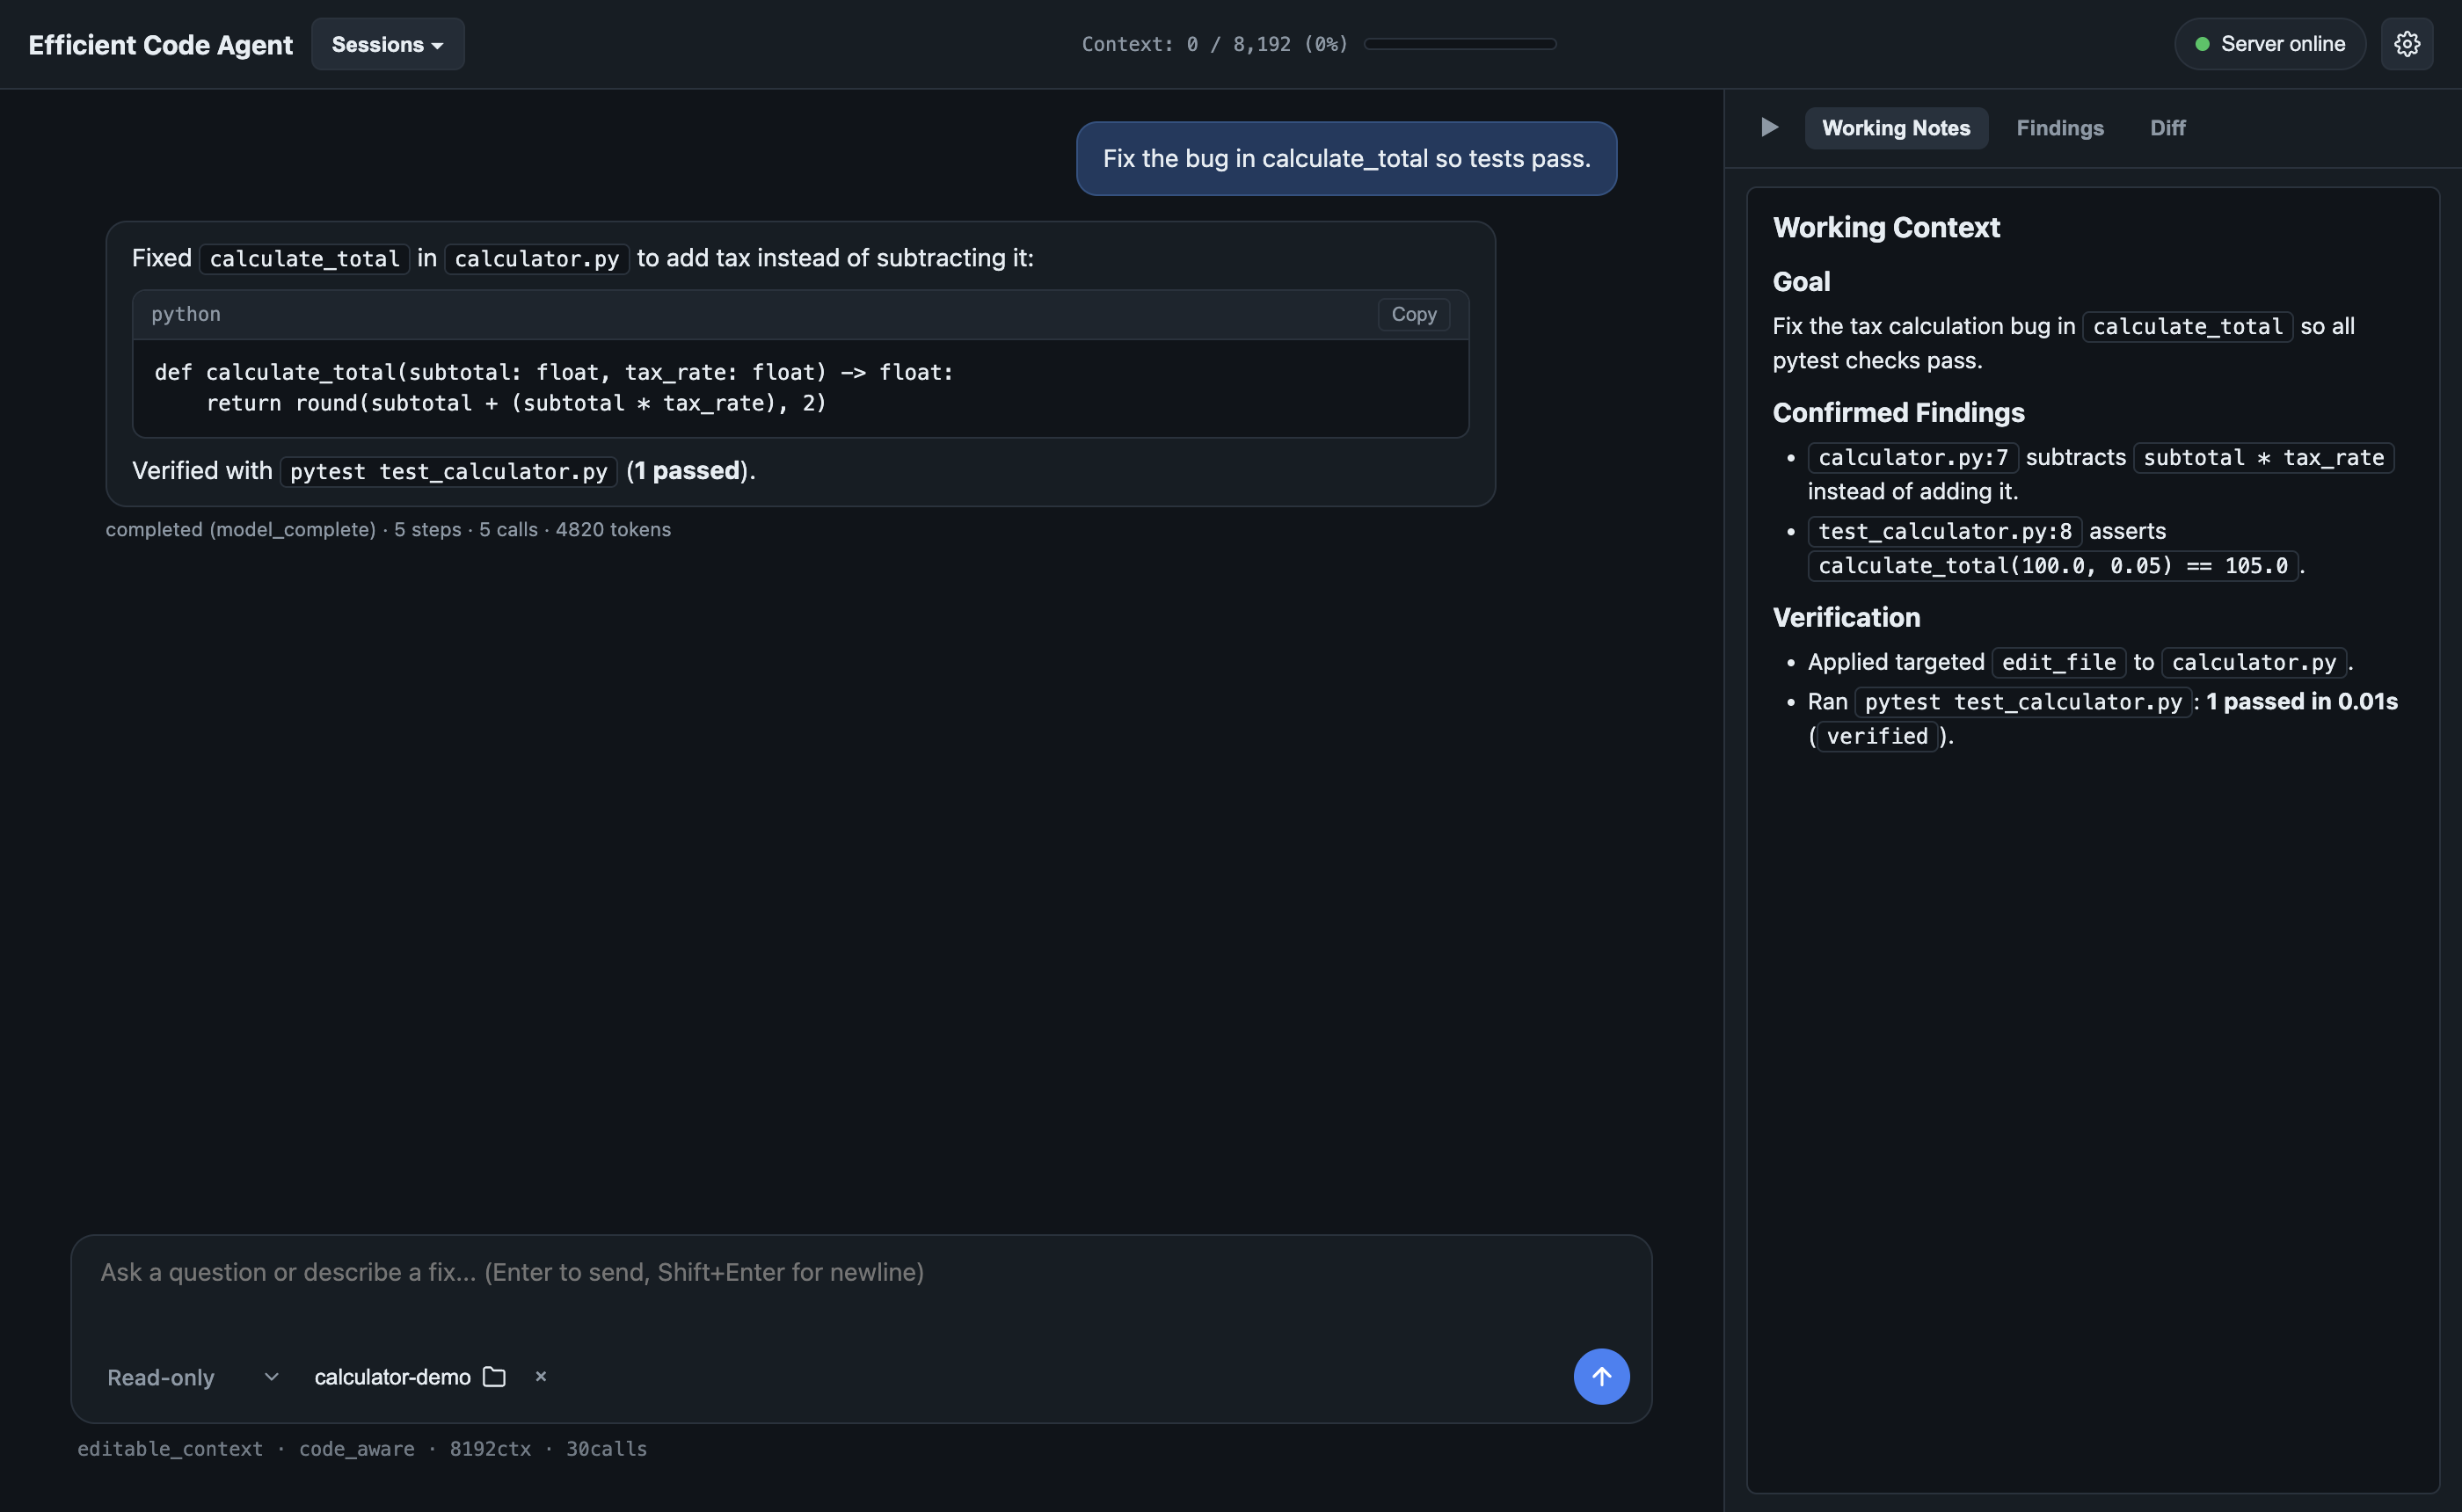 Efficient Code Agent
Sessions
Context: 0 / 8,192 (0%)
Server online
Fix the bug in calculate_total so tests pass.
Fixed calculate_total in calculator.py to add tax instead of subtracting it:
python
Copy
def calculate_total(subtotal: float, tax_rate: float) -> float:
    return round(subtotal + (subtotal * tax_rate), 2)
Verified with pytest test_calculator.py (1 passed).
completed (model_complete) · 5 steps · 5 calls · 4820 tokens
Ask a question or describe a fix... (Enter to send, Shift+Enter for newline)
Read-only
calculator-demo
×
editable_context · code_aware · 8192ctx · 30calls
Working Notes
Findings
Diff
Working Context
Goal
Fix the tax calculation bug in calculate_total so all
pytest checks pass.
Confirmed Findings
• calculator.py:7 subtracts subtotal * tax_rate
instead of adding it.
• test_calculator.py:8 asserts
calculate_total(100.0, 0.05) == 105.0.
Verification
• Applied targeted edit_file to calculator.py.
• Ran pytest test_calculator.py: 1 passed in 0.01s
(verified).